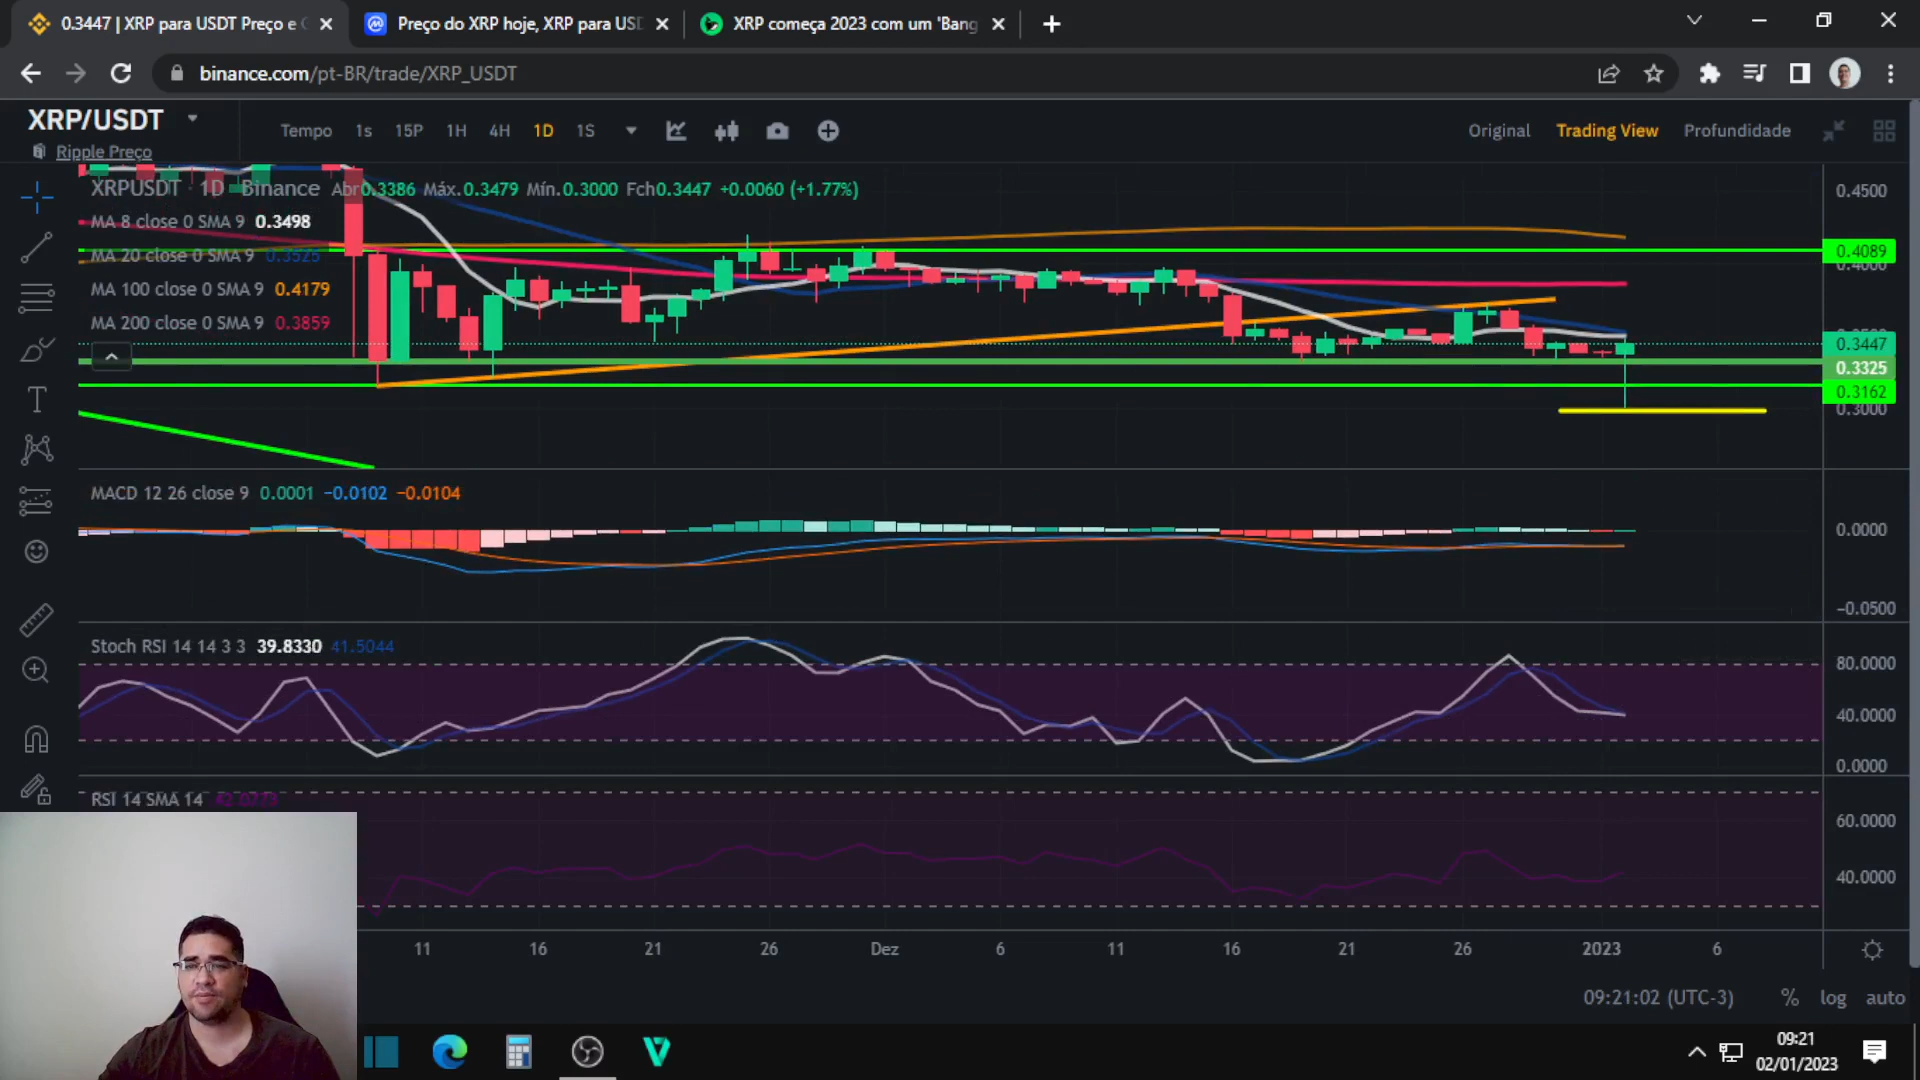 0.3447 | XRP para USDT Preço e G
Preço do XRP hoje, XRP para USD
XRP começa 2023 com um 'Bang
binance.com/pt-BR/trade/XRP_USDT
XRP/USDT
Ripple Preço
Tempo 1s 15P 1H 4H 1D 1S
Original Trading View Profundidade
XRPUSDT · 1D · Binance Abr0.3386 Máx.0.3479 Mín.0.3000 Fch0.3447 +0.0060 (+1.77%)
MA 8 close 0 SMA 9 0.3498
MA 20 close 0 SMA 9 0.3525
MA 100 close 0 SMA 9 0.4179
MA 200 close 0 SMA 9 0.3859
0.4500
0.4089
0.4000
0.3447
0.3325
0.3162
0.3000
MACD 12 26 close 9 0.0001 −0.0102 −0.0104
0.0000
−0.0500
Stoch RSI 14 14 3 3 39.8330 41.5044
80.0000
40.0000
0.0000
RSI 14 SMA 14 42.0773
60.0000
40.0000
11 16 21 26 Dez 6 11 16 21 26 2023 6
09:21:02 (UTC-3) % log auto
09:21
02/01/2023